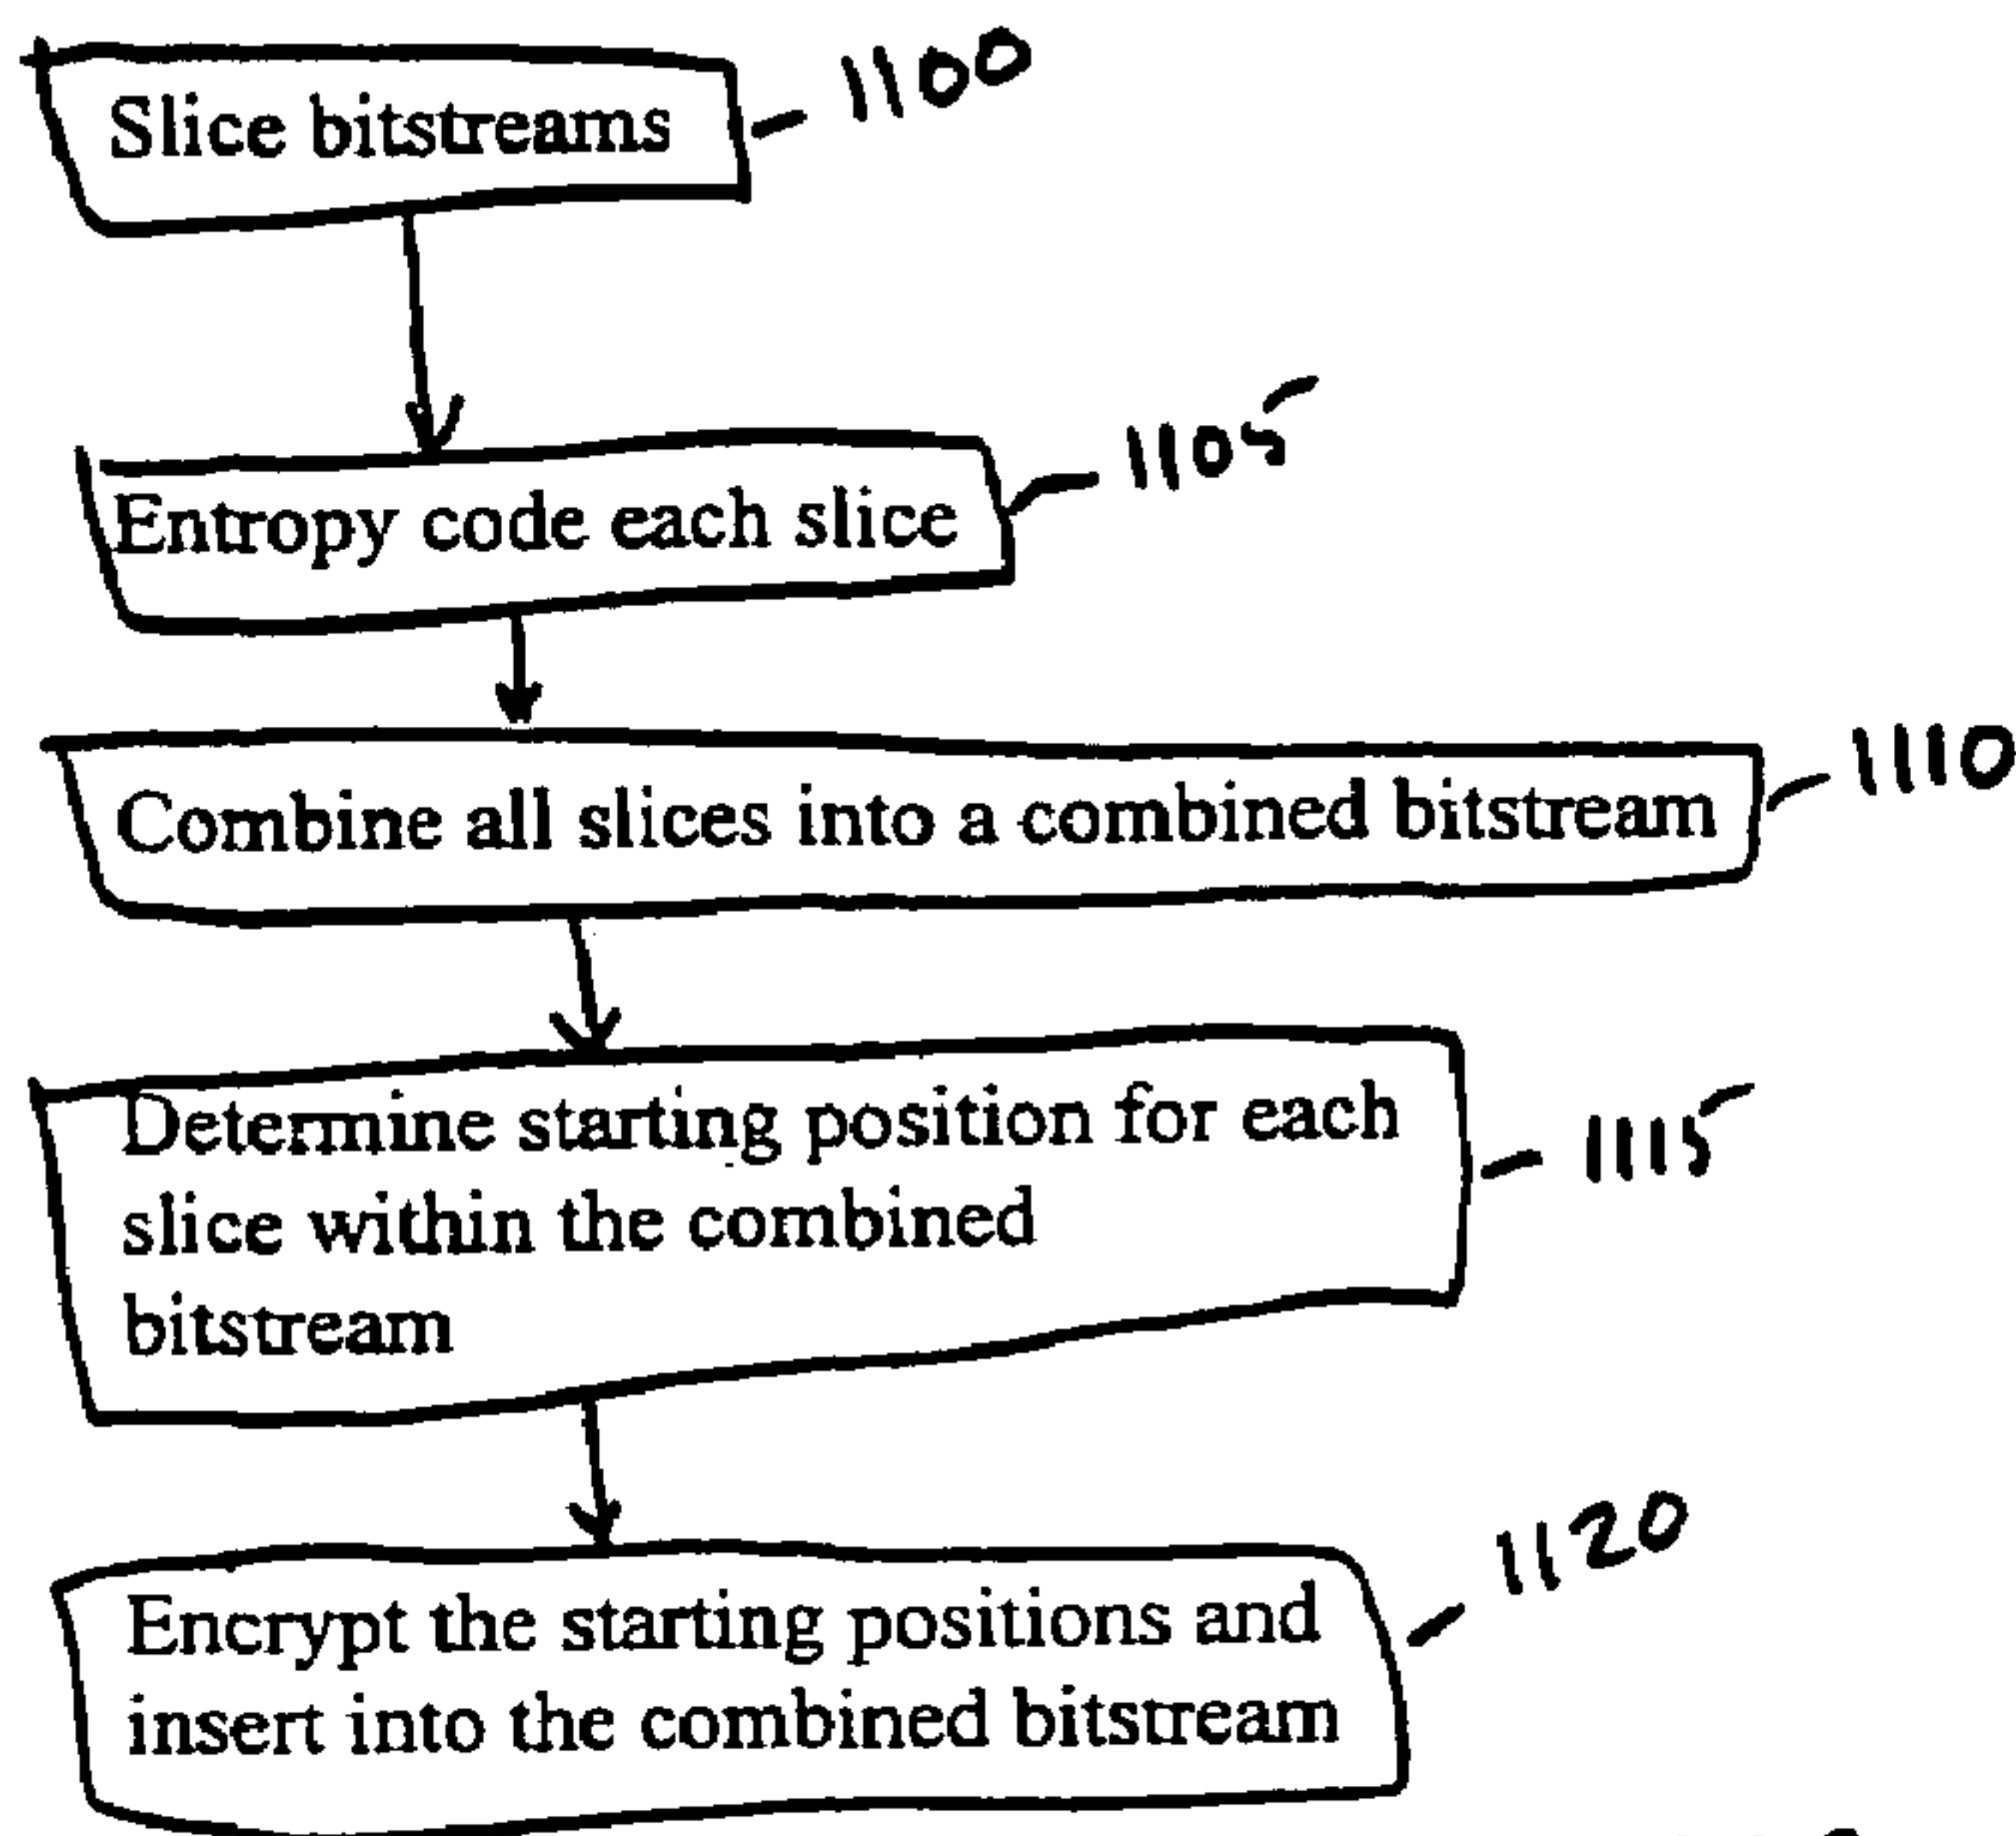 Slice bitstreams
1100
Entropy code each slice
1105
Combine all slices into a combined bitstream
1110
Determine starting position for each
slice within the combined
bitstream
1115
Encrypt the starting positions and
insert into the combined bitstream
1120